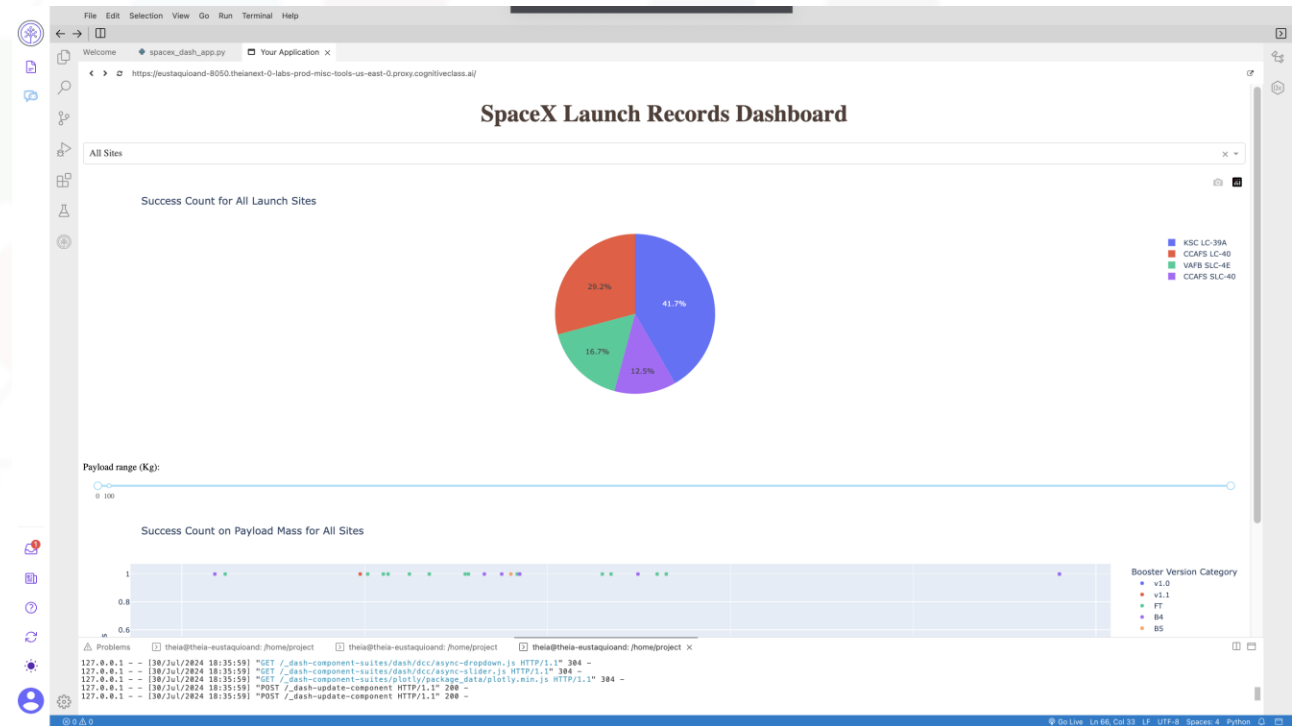 File Edit Selection View Go Run Terminal Help
Welcome spacex_dash_app.py Your Application ×
https://eustaquioand-8050.theianext-0-labs-prod-misc-tools-us-east-0.proxy.cognitiveclass.ai/
SpaceX Launch Records Dashboard
All Sites
Success Count for All Launch Sites
KSC LC-39A
CCAFS LC-40
VAFB SLC-4E
CCAFS SLC-40
29.2%
41.7%
16.7%
12.5%
Payload range (Kg):
0 100
Success Count on Payload Mass for All Sites
Booster Version Category
v1.0
v1.1
FT
B4
B5
1
0.8
0.6
1
Problems theia@theia-eustaquioand: /home/project theia@theia-eustaquioand: /home/project theia@theia-eustaquioand: /home/project ×
127.0.0.1 - - [30/Jul/2024 18:35:59] "GET /_dash-component-suites/dash/dcc/async-dropdown.js HTTP/1.1" 304 -
127.0.0.1 - - [30/Jul/2024 18:35:59] "GET /_dash-component-suites/dash/dcc/async-slider.js HTTP/1.1" 304 -
127.0.0.1 - - [30/Jul/2024 18:35:59] "GET /_dash-component-suites/plotly/package_data/plotly.min.js HTTP/1.1" 304 -
127.0.0.1 - - [30/Jul/2024 18:35:59] "POST /_dash-update-component HTTP/1.1" 200 -
127.0.0.1 - - [30/Jul/2024 18:35:59] "POST /_dash-update-component HTTP/1.1" 200 -
0 0 Go Live Ln 66, Col 33 LF UTF-8 Spaces: 4 Python